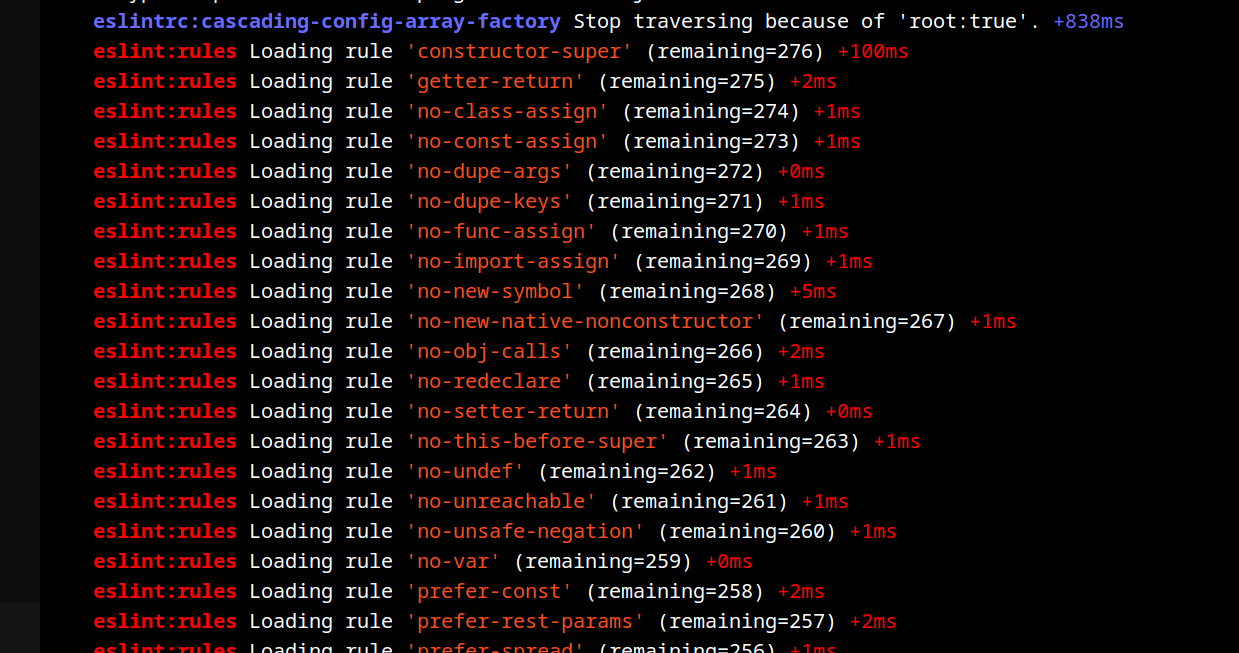 eslintrc:cascading-config-array-factory Stop traversing because of 'root:true'. +838ms
eslint:rules Loading rule 'constructor-super' (remaining=276) +100ms
eslint:rules Loading rule 'getter-return' (remaining=275) +2ms
eslint:rules Loading rule 'no-class-assign' (remaining=274) +1ms
eslint:rules Loading rule 'no-const-assign' (remaining=273) +1ms
eslint:rules Loading rule 'no-dupe-args' (remaining=272) +0ms
eslint:rules Loading rule 'no-dupe-keys' (remaining=271) +1ms
eslint:rules Loading rule 'no-func-assign' (remaining=270) +1ms
eslint:rules Loading rule 'no-import-assign' (remaining=269) +1ms
eslint:rules Loading rule 'no-new-symbol' (remaining=268) +5ms
eslint:rules Loading rule 'no-new-native-nonconstructor' (remaining=267) +1ms
eslint:rules Loading rule 'no-obj-calls' (remaining=266) +2ms
eslint:rules Loading rule 'no-redeclare' (remaining=265) +1ms
eslint:rules Loading rule 'no-setter-return' (remaining=264) +0ms
eslint:rules Loading rule 'no-this-before-super' (remaining=263) +1ms
eslint:rules Loading rule 'no-undef' (remaining=262) +1ms
eslint:rules Loading rule 'no-unreachable' (remaining=261) +1ms
eslint:rules Loading rule 'no-unsafe-negation' (remaining=260) +1ms
eslint:rules Loading rule 'no-var' (remaining=259) +0ms
eslint:rules Loading rule 'prefer-const' (remaining=258) +2ms
eslint:rules Loading rule 'prefer-rest-params' (remaining=257) +2ms
eslint:rules Loading rule 'prefer-spread' (remaining=256) +1ms